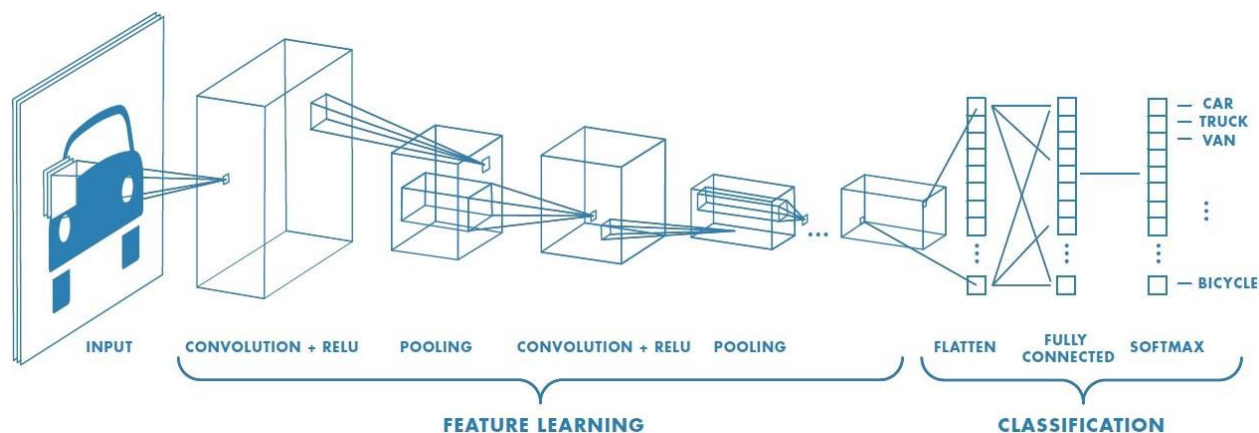 CAR
TRUCK
VAN
BICYCLE
INPUT
CONVOLUTION + RELU
POOLING
CONVOLUTION + RELU
POOLING
FLATTEN
FULLY
CONNECTED
SOFTMAX
FEATURE LEARNING
CLASSIFICATION